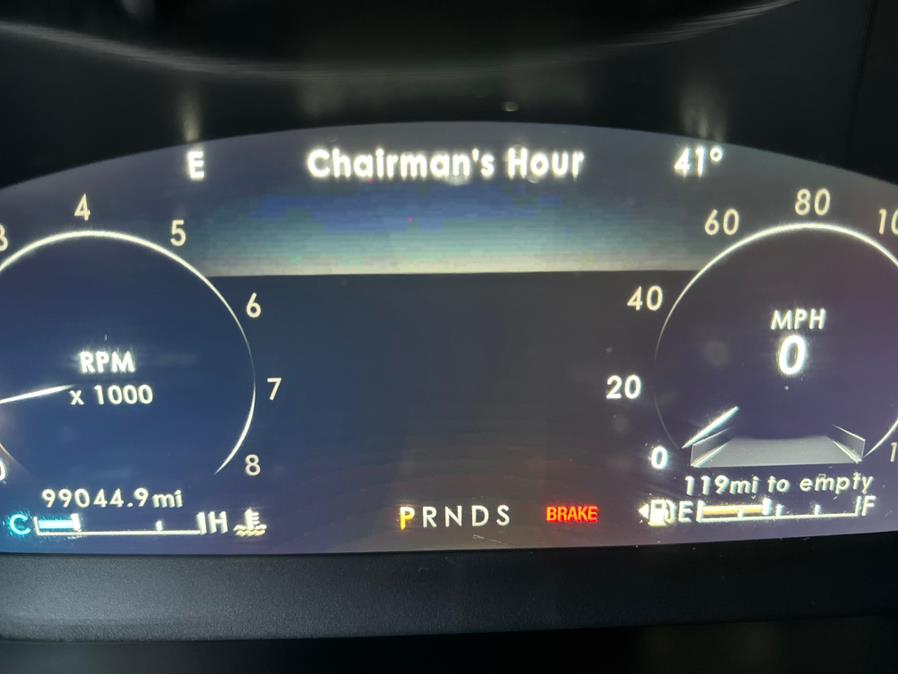 E Chairman's Hour 41°
4 5 6 7 8
RPM
x 1000
99044.9mi
C H
PRNDS BRAKE
0 20 40 60 80
MPH
0
119mi to empty
E F